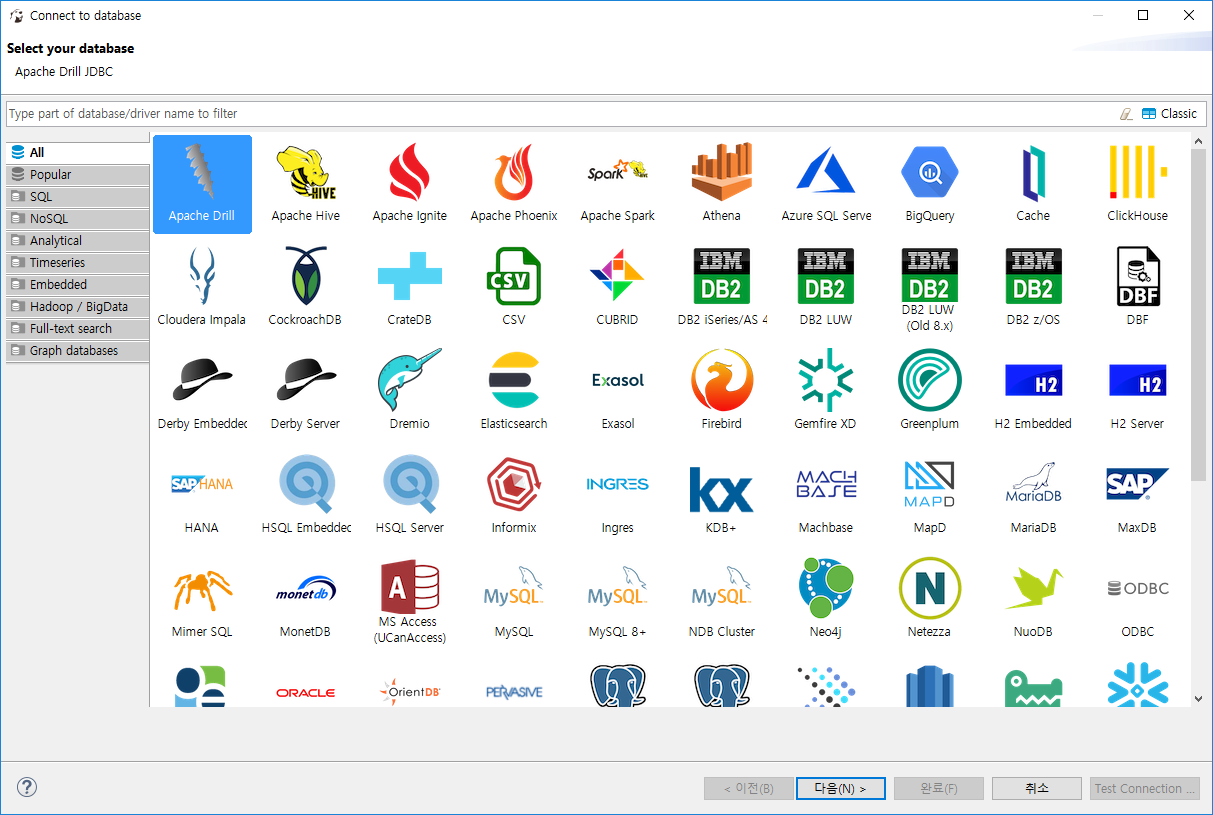 Connect to database
Select your database
Apache Drill JDBC
Type part of database/driver name to filter
Classic
All
Popular
SQL
NoSQL
Analytical
Timeseries
Embedded
Hadoop / BigData
Full-text search
Graph databases
HIVE
Spark HIVE
Apache Drill
Apache Hive
Apache Ignite
Apache Phoenix
Apache Spark
Athena
Azure SQL Serve
BigQuery
Cache
ClickHouse
CSV
IBM DB2
IBM DB2
IBM DB2
IBM DB2
DBF
Cloudera Impala
CockroachDB
CrateDB
CSV
CUBRID
DB2 iSeries/AS 4
DB2 LUW
DB2 LUW
(Old 8.x)
DB2 z/OS
DBF
Exasol
H2
H2
Derby Embedded
Derby Server
Dremio
Elasticsearch
Exasol
Firebird
Gemfire XD
Greenplum
H2 Embedded
H2 Server
SAP HANA
INGRES
kx
MACH
BASE
MAPD
MariaDB
SAP
HANA
HSQL Embedded
HSQL Server
Informix
Ingres
KDB+
Machbase
MapD
MariaDB
MaxDB
monetdb
A
MySQL
MySQL
MySQL
N
ODBC
Mimer SQL
MonetDB
MS Access
(UCanAccess)
MySQL
MySQL 8+
NDB Cluster
Neo4j
Netezza
NuoDB
ODBC
ORACLE
OrientDB
PERVASIVE
?
< 이전(B)
다음(N) >
완료(F)
취소
Test Connection ...